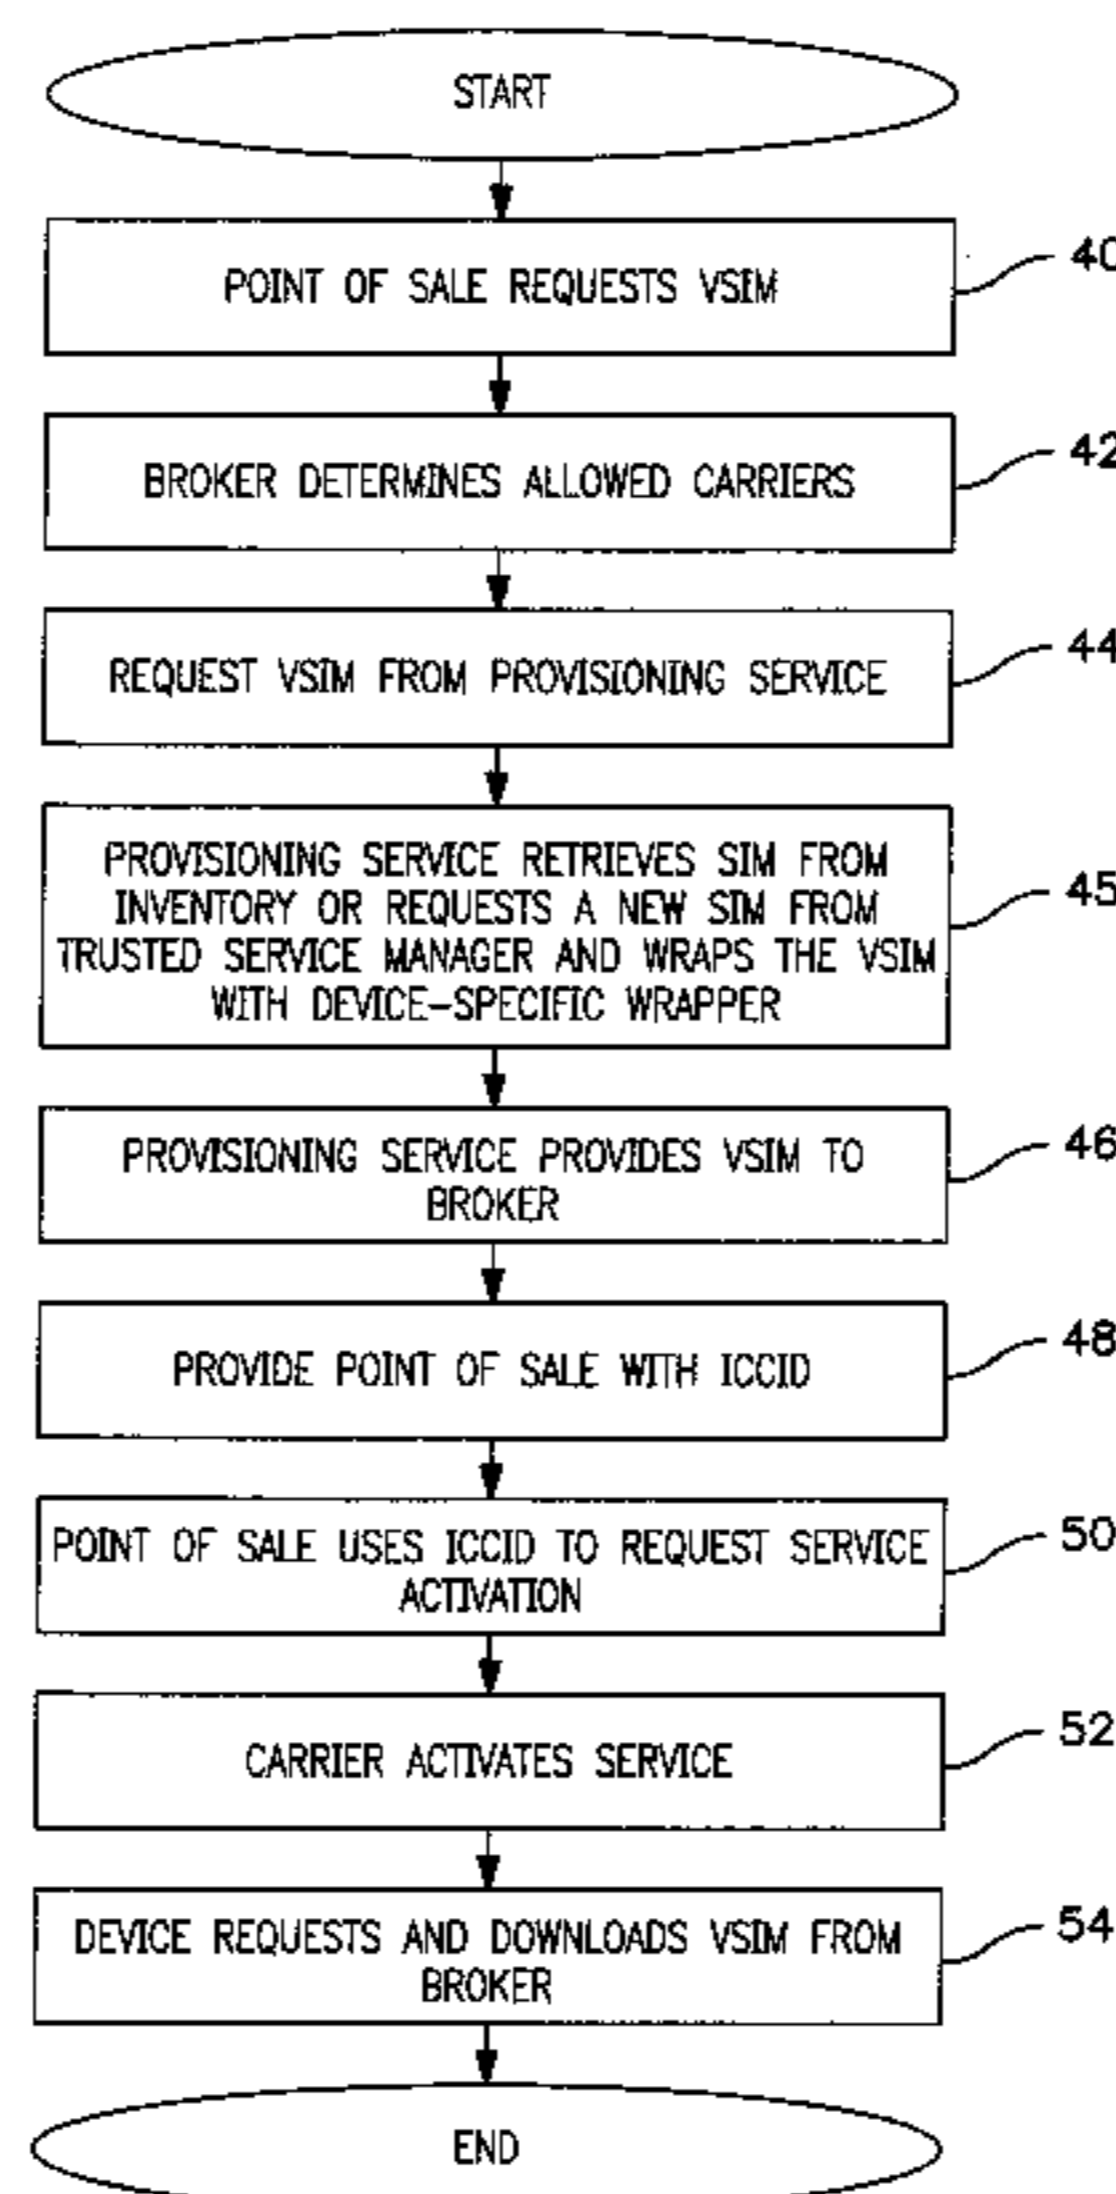 START
POINT OF SALE REQUESTS VSIM
40
BROKER DETERMINES ALLOWED CARRIERS
42
REQUEST VSIM FROM PROVISIONING SERVICE
44
PROVISIONING SERVICE RETRIEVES SIM FROM
INVENTORY OR REQUESTS A NEW SIM FROM
TRUSTED SERVICE MANAGER AND WRAPS THE VSIM
WITH DEVICE-SPECIFIC WRAPPER
45
PROVISIONING SERVICE PROVIDES VSIM TO
BROKER
46
PROVIDE POINT OF SALE WITH ICCID
48
POINT OF SALE USES ICCID TO REQUEST SERVICE
ACTIVATION
50
CARRIER ACTIVATES SERVICE
52
DEVICE REQUESTS AND DOWNLOADS VSIM FROM
BROKER
54
END